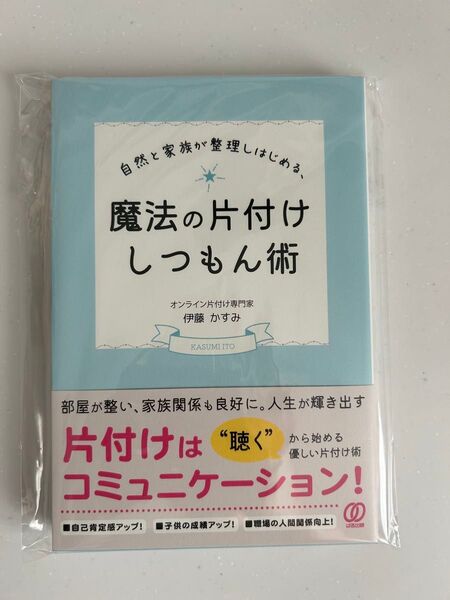 自然と家族が整理しはじめる、
魔法の片付け
しつもん術
オンライン片付け専門家
伊藤 かすみ
KASUMI ITO
部屋が整い、家族関係も良好に。人生が輝き出す
片付けは
コミュニケーション!
“聴く”
から始める
優しい片付け術
■自己肯定感アップ! ■子供の成績アップ! ■職場の人間関係向上!
ぱる出版